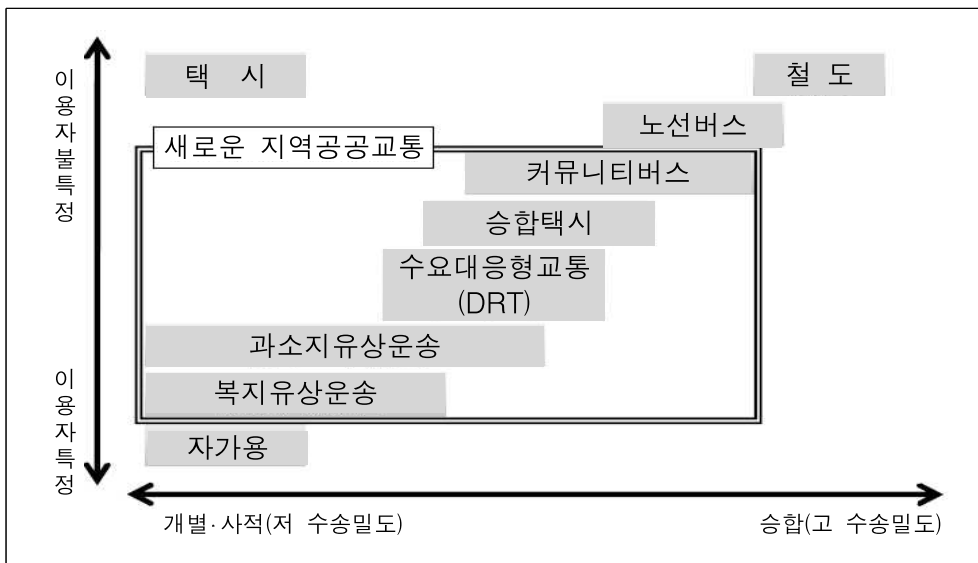 이용자불특정
택 시
철 도
노선버스
새로운 지역공공교통
커뮤니티버스
승합택시
수요대응형교통
(DRT)
과소지유상운송
이용자특정
복지유상운송
자가용
개별·사적(저 수송밀도)
승합(고 수송밀도)